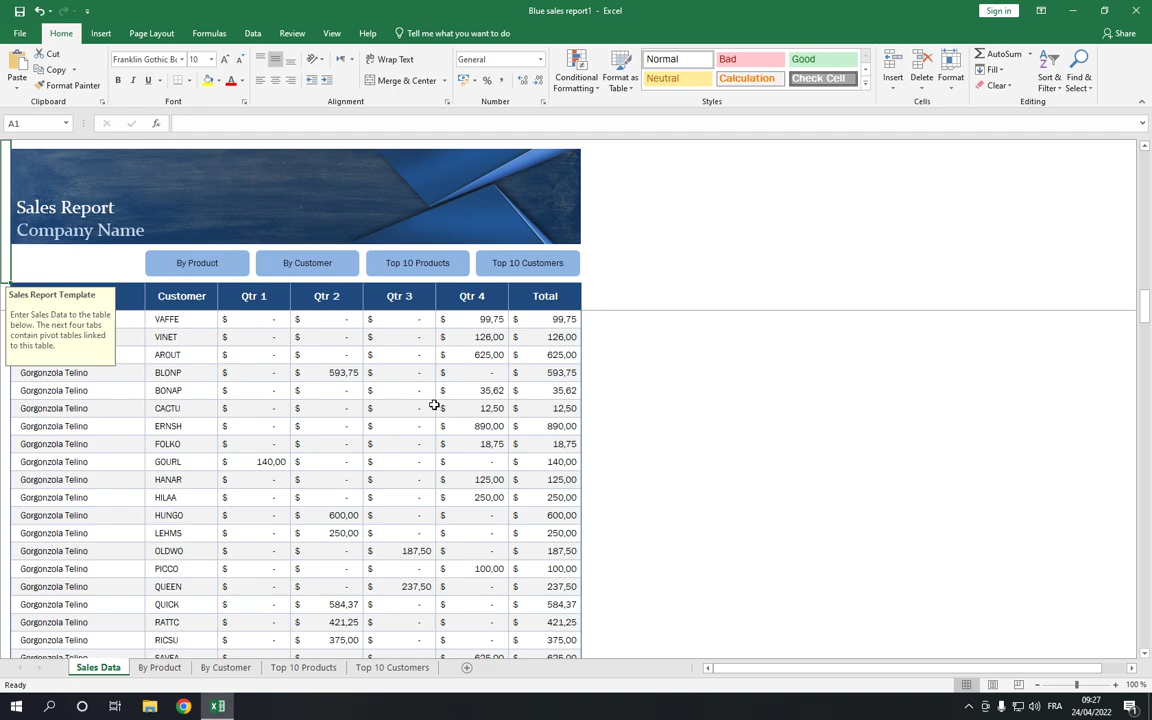 Blue sales report1 - Excel
Sign in
File Home Insert Page Layout Formulas Data Review View Help Tell me what you want to do Share
Paste
Cut
Copy
Format Painter
Clipboard
Franklin Gothic B 10
B I U
Font
Wrap Text
Merge & Center
Alignment
General
Number
Conditional Formatting
Format as Table
Normal Bad Good
Neutral Calculation Check Cell
Styles
Insert Delete Format
Cells
AutoSum
Fill
Clear
Sort & Filter
Find & Select
Editing
A1
fx
Sales Report
Company Name
By Product By Customer Top 10 Products Top 10 Customers
Customer Qtr 1 Qtr 2 Qtr 3 Qtr 4 Total
Sales Report Template
Enter Sales Data to the table
below. The next four tabs
contain pivot tables linked
to this table.
VAFFE $ - $ - $ - $ 99,75 $ 99,75
VINET $ - $ - $ - $ 126,00 $ 126,00
AROUT $ - $ - $ - $ 625,00 $ 625,00
Gorgonzola Telino BLONP $ - $ 593,75 $ - $ - $ 593,75
Gorgonzola Telino BONAP $ - $ - $ - $ 35,62 $ 35,62
Gorgonzola Telino CACTU $ - $ - $ - $ 12,50 $ 12,50
Gorgonzola Telino ERNSH $ - $ - $ - $ 890,00 $ 890,00
Gorgonzola Telino FOLKO $ - $ - $ - $ 18,75 $ 18,75
Gorgonzola Telino GOURL $ 140,00 $ - $ - $ - $ 140,00
Gorgonzola Telino HANAR $ - $ - $ - $ 125,00 $ 125,00
Gorgonzola Telino HILAA $ - $ - $ - $ 250,00 $ 250,00
Gorgonzola Telino HUNGO $ - $ 600,00 $ - $ - $ 600,00
Gorgonzola Telino LEHMS $ - $ 250,00 $ - $ - $ 250,00
Gorgonzola Telino OLDWO $ - $ - $ 187,50 $ - $ 187,50
Gorgonzola Telino PICCO $ - $ - $ - $ 100,00 $ 100,00
Gorgonzola Telino QUEEN $ - $ - $ 237,50 $ - $ 237,50
Gorgonzola Telino QUICK $ - $ 584,37 $ - $ - $ 584,37
Gorgonzola Telino RATTC $ - $ 421,25 $ - $ - $ 421,25
Gorgonzola Telino RICSU $ - $ 375,00 $ - $ - $ 375,00
Gorgonzola Telino SAVEA $ - $ - $ - $ 625,00 $ 625,00
Sales Data By Product By Customer Top 10 Products Top 10 Customers
Ready
100 %
FRA
09:27
24/04/2022